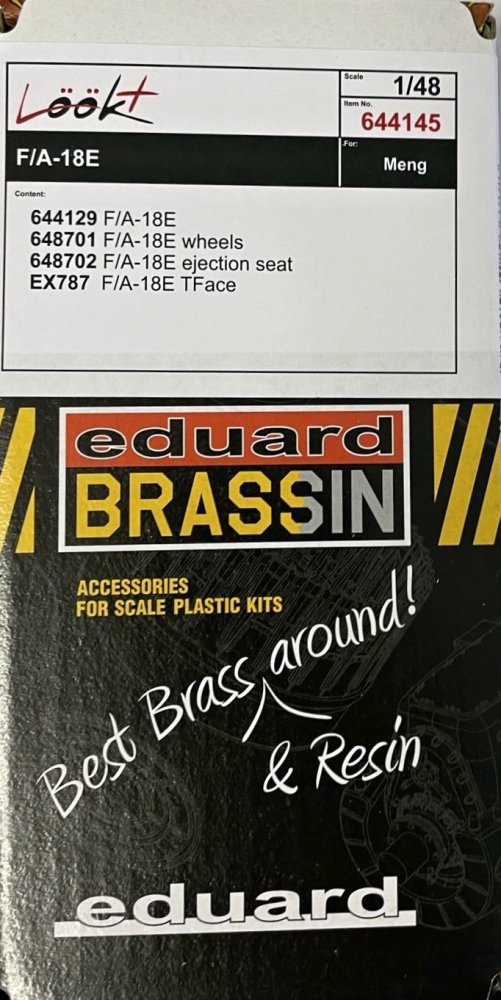 Löök+
Scale
1/48
Item No.
644145
F/A-18E
For:
Meng
Content:
644129 F/A-18E
648701 F/A-18E wheels
648702 F/A-18E ejection seat
EX787 F/A-18E TFace
eduard
BRASSIN
ACCESSORIES
FOR SCALE PLASTIC KITS
Best Brass around!
& Resin
eduard